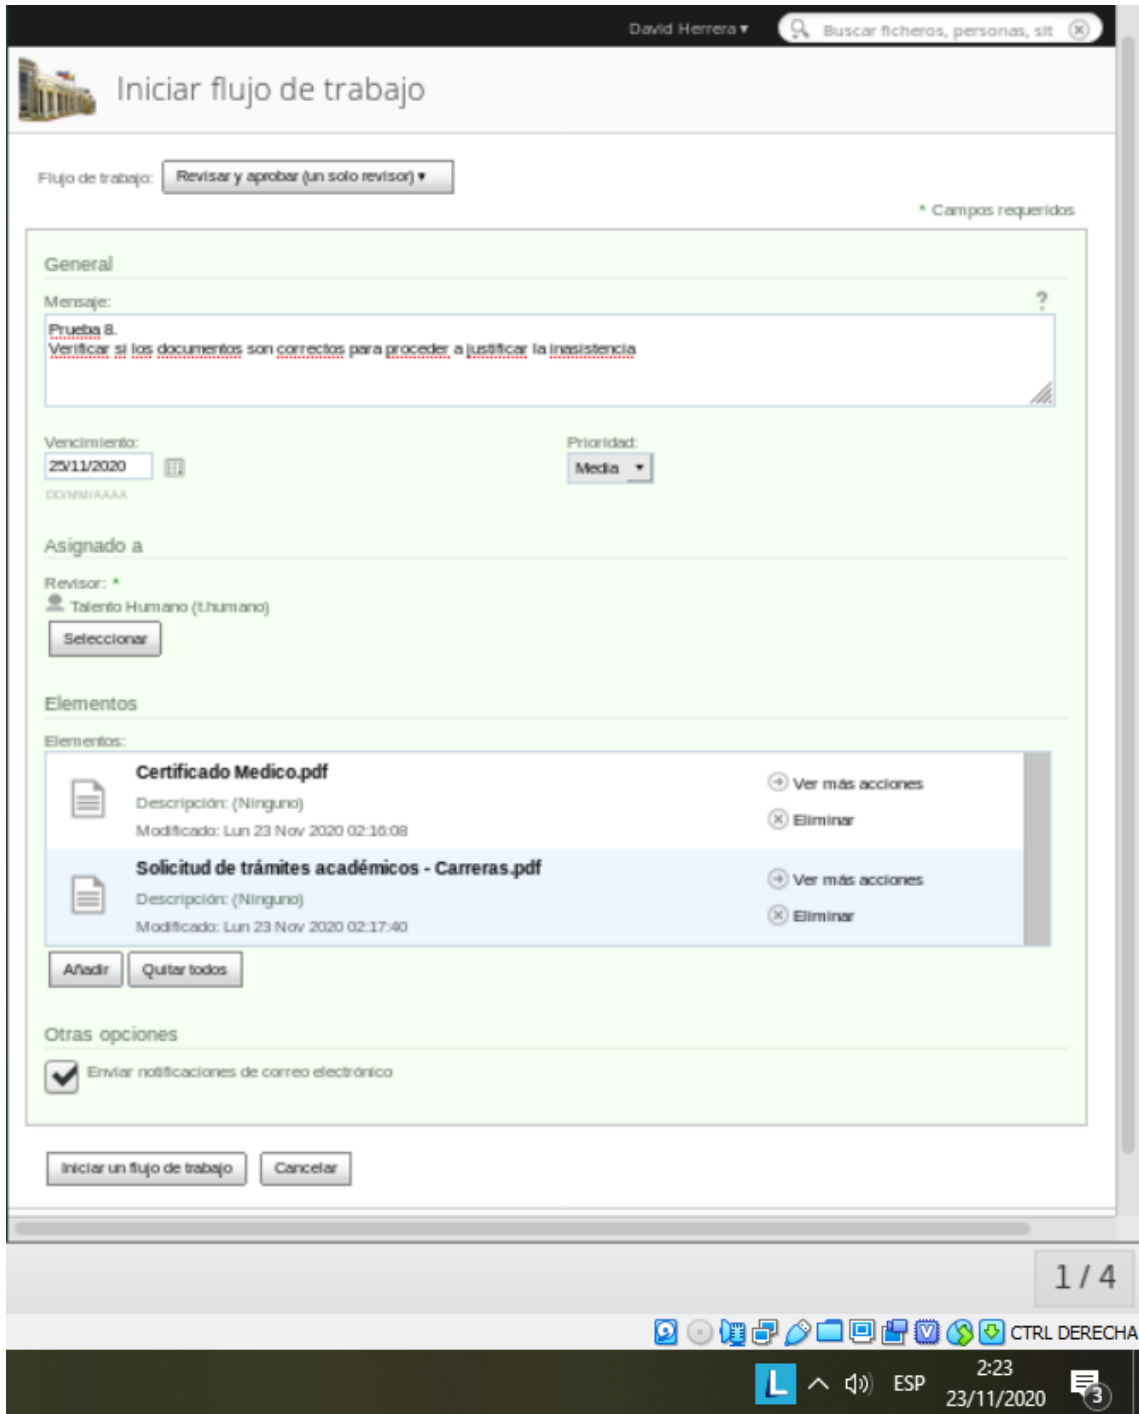 David Herrera ▾
Buscar ficheros, personas, sit
Iniciar flujo de trabajo
Flujo de trabajo: Revisar y aprobar (un solo revisor) ▾
* Campos requeridos
General
Mensaje:
?
Prueba 8.
Verificar si los documentos son correctos para proceder a justificar la inasistencia
Vencimiento:
Prioridad:
25/11/2020
Media
DD/MM/AAAA
Asignado a
Revisor: *
Talento Humano (t.humano)
Seleccionar
Elementos
Elementos:
Certificado Medico.pdf
Ver más acciones
Descripción: (Ninguno)
Eliminar
Modificado: Lun 23 Nov 2020 02:16:08
Solicitud de trámites académicos - Carreras.pdf
Ver más acciones
Descripción: (Ninguno)
Eliminar
Modificado: Lun 23 Nov 2020 02:17:40
Añadir Quitar todos
Otras opciones
Enviar notificaciones de correo electrónico
Iniciar un flujo de trabajo Cancelar
1 / 4
CTRL DERECHA
L
ESP
2:23
23/11/2020
3